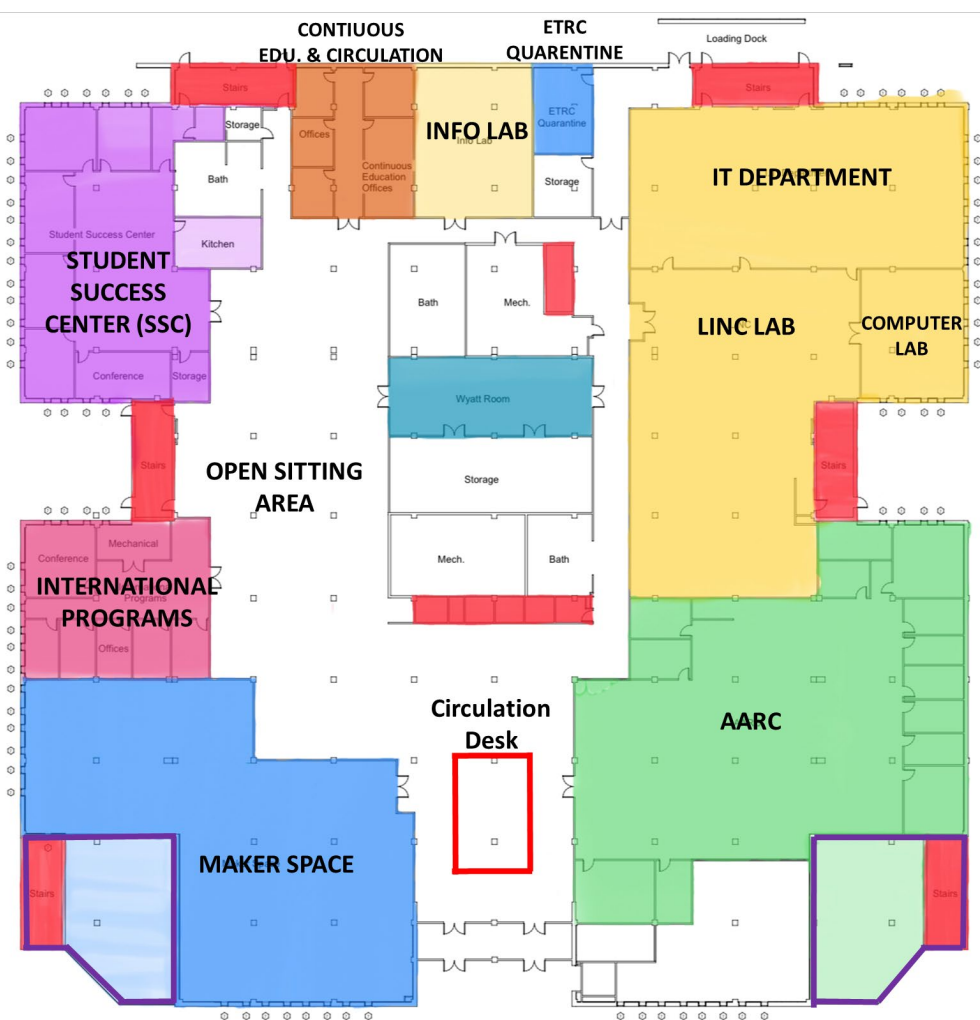 CONTIUOUS
EDU. & CIRCULATION
ETRC
QUARENTINE
Loading Dock
Stairs
Stairs
Storage
Offices
INFO LAB
Info Lab
ETRC
Quarantine
Continuous
Education
Offices
Bath
Storage
IT DEPARTMENT
Student Success Center
Kitchen
STUDENT
SUCCESS
CENTER (SSC)
Bath
Mech.
LINC LAB
COMPUTER
LAB
Conference
Storage
Wyatt Room
Stairs
OPEN SITTING
AREA
Storage
Stairs
Mechanical
Conference
Mech.
Bath
INTERNATIONAL
PROGRAMS
Programs
Offices
Circulation
Desk
AARC
MAKER SPACE
Stairs
Stairs